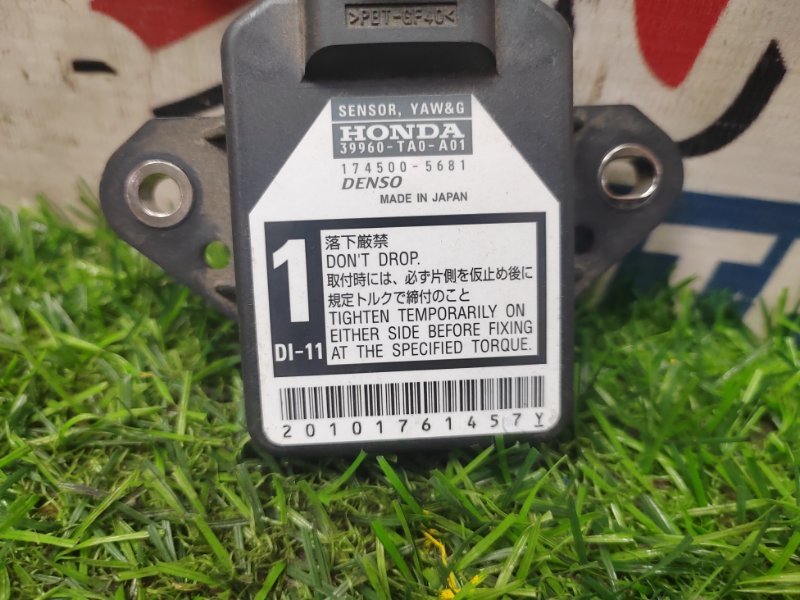 >PBT-GF40<
SENSOR, YAW&G
HONDA
39960-TA0-A01
174500-5681
DENSO
MADE IN JAPAN
1
DI-11
落下厳禁
DON'T DROP.
取付時には、必ず片側を仮止め後に
規定トルクで締付のこと
TIGHTEN TEMPORARILY ON
EITHER SIDE BEFORE FIXING
AT THE SPECIFIED TORQUE.
20101761457Y